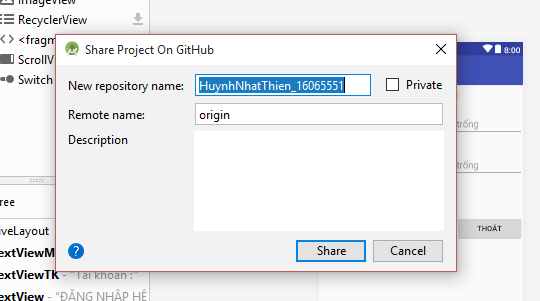 ImageView
RecyclerView
<fragm
ScrollV
Switch
Share Project On GitHub
New repository name: HuynhNhatThien_16065551 Private
Remote name: origin
Description
Share Cancel
8:00
trống
trống
THOÁT
ree
iveLayout
extViewM
extViewTK - "Tài khoản :"
extView - "ĐĂNG NHẬP HỆ